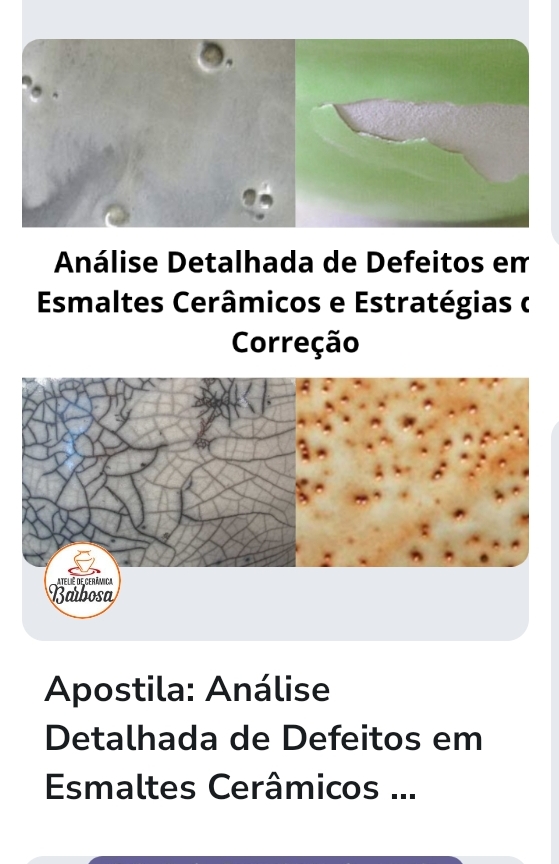 Análise Detalhada de Defeitos em
Esmaltes Cerâmicos e Estratégias d
Correção
ATELIÊ DE CERÂMICA
Barbosa
Apostila: Análise
Detalhada de Defeitos em
Esmaltes Cerâmicos ...